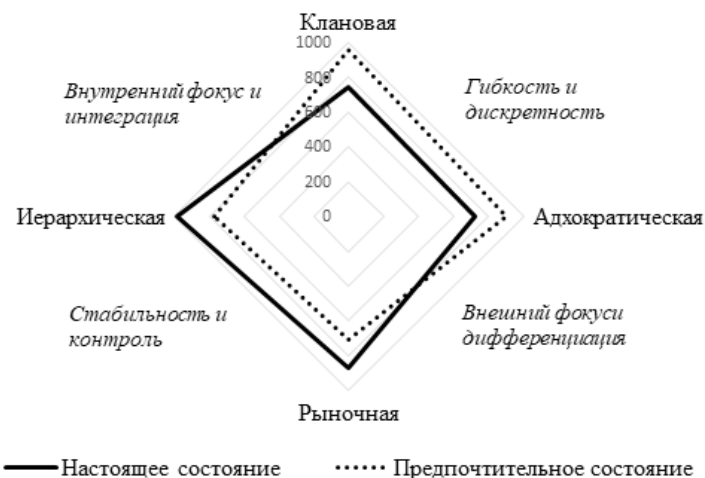 Клановая
1000
800
600
400
200
0
Внутренний фокус и
интеграция
Гибкость и
дискретность
Иерархическая
Адхократическая
Стабильность и
контроль
Внешний фокуси
дифференциация
Рыночная
Настоящее состояние
Предпочтительное состояние